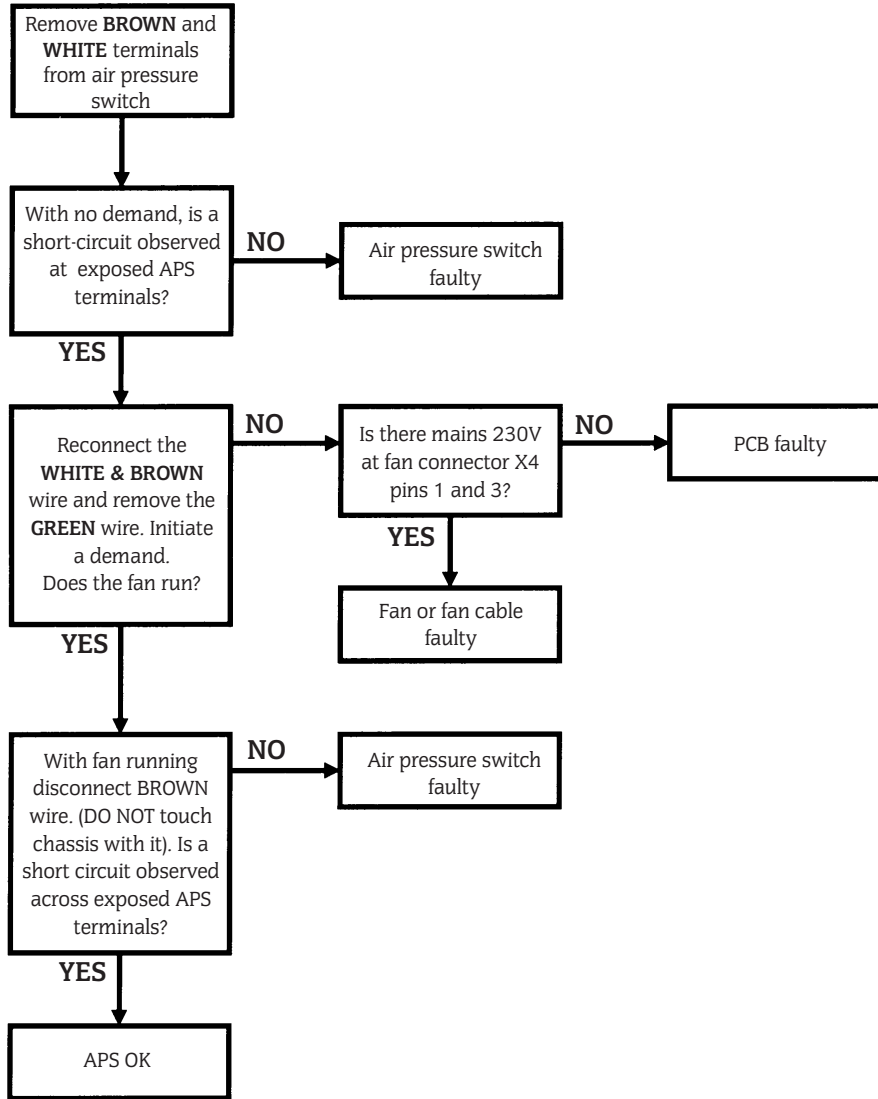 Remove BROWN and
WHITE terminals
from air pressure
switch
With no demand, is a
short-circuit observed
at exposed APS
terminals?
NO
Air pressure switch
faulty
YES
Reconnect the
WHITE & BROWN
wire and remove the
GREEN wire. Initiate
a demand.
Does the fan run?
NO
Is there mains 230V
at fan connector X4
pins 1 and 3?
NO
PCB faulty
YES
Fan or fan cable
faulty
YES
With fan running
disconnect BROWN
wire. (DO NOT touch
chassis with it). Is a
short circuit observed
across exposed APS
terminals?
NO
Air pressure switch
faulty
YES
APS OK